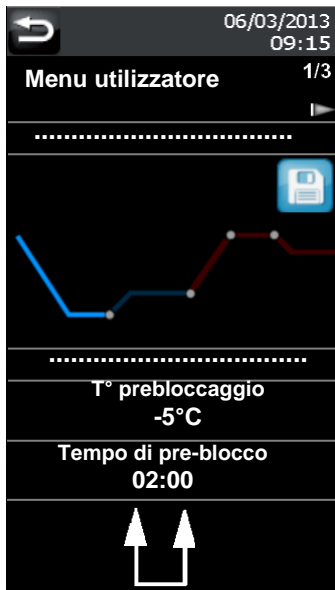 06/03/2013
09:15
Menu utilizzatore
1/3
..................................
..................................
T° prebloccaggio
-5°C
Tempo di pre-blocco
02:00